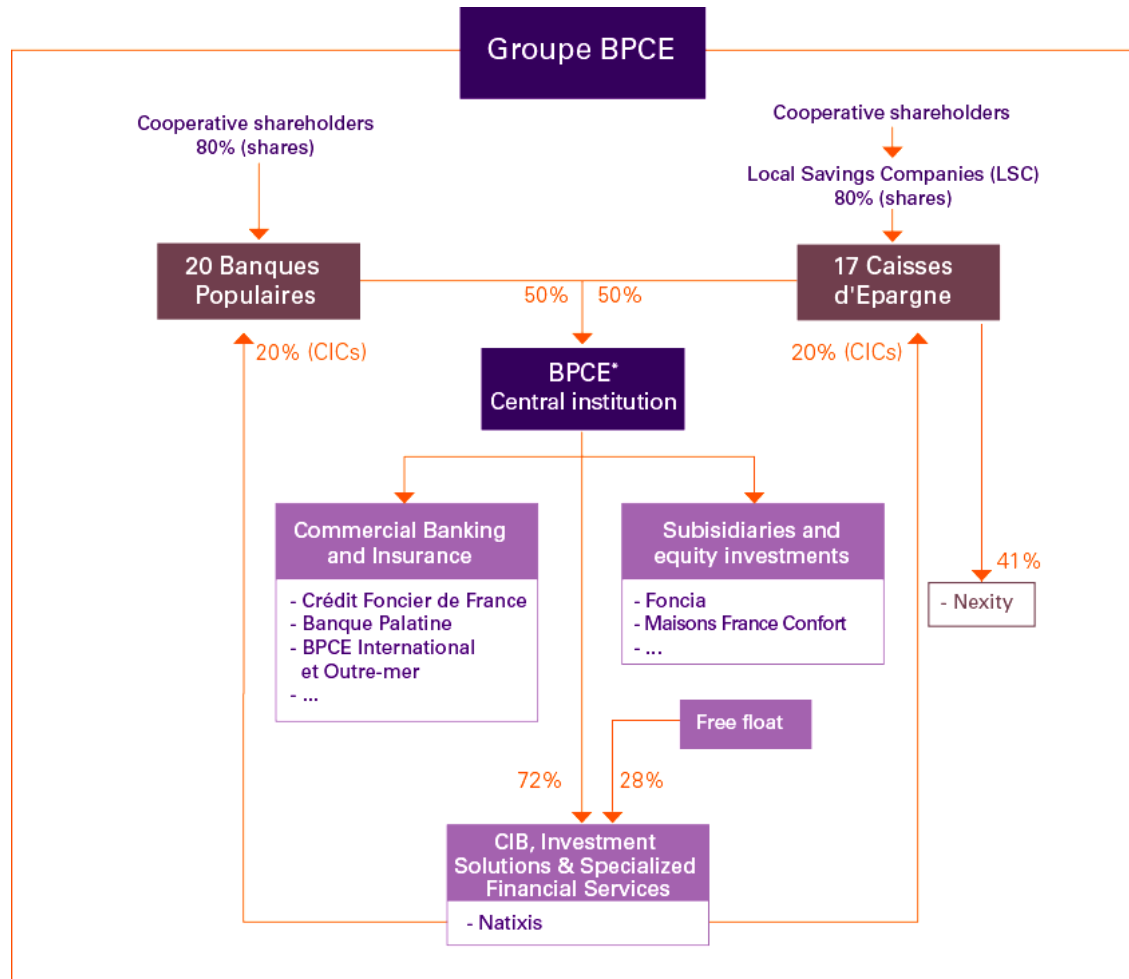 Groupe BPCE
Cooperative shareholders
80% (shares)
Cooperative shareholders
Local Savings Companies (LSC)
80% (shares)
20 Banques
Populaires
17 Caisses
d'Epargne
50%
50%
20% (CICs)
20% (CICs)
BPCE*
Central institution
Commercial Banking
and Insurance
- Crédit Foncier de France
- Banque Palatine
- BPCE International
et Outre-mer
- ...
Subisidiaries and
equity investments
- Foncia
- Maisons France Confort
- ...
41%
- Nexity
Free float
72%
28%
CIB, Investment
Solutions & Specialized
Financial Services
- Natixis